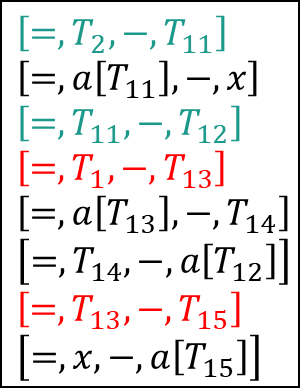 [=, T₂, −, T₁₁]
[=, a[T₁₁], −, x]
[=, T₁₁, −, T₁₂]
[=, T₁, −, T₁₃]
[=, a[T₁₃], −, T₁₄]
[=, T₁₄, −, a[T₁₂]]
[=, T₁₃, −, T₁₅]
[=, x, −, a[T₁₅]]